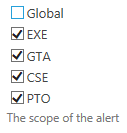 Global
EXE
GTA
CSE
PTO
The scope of the alert